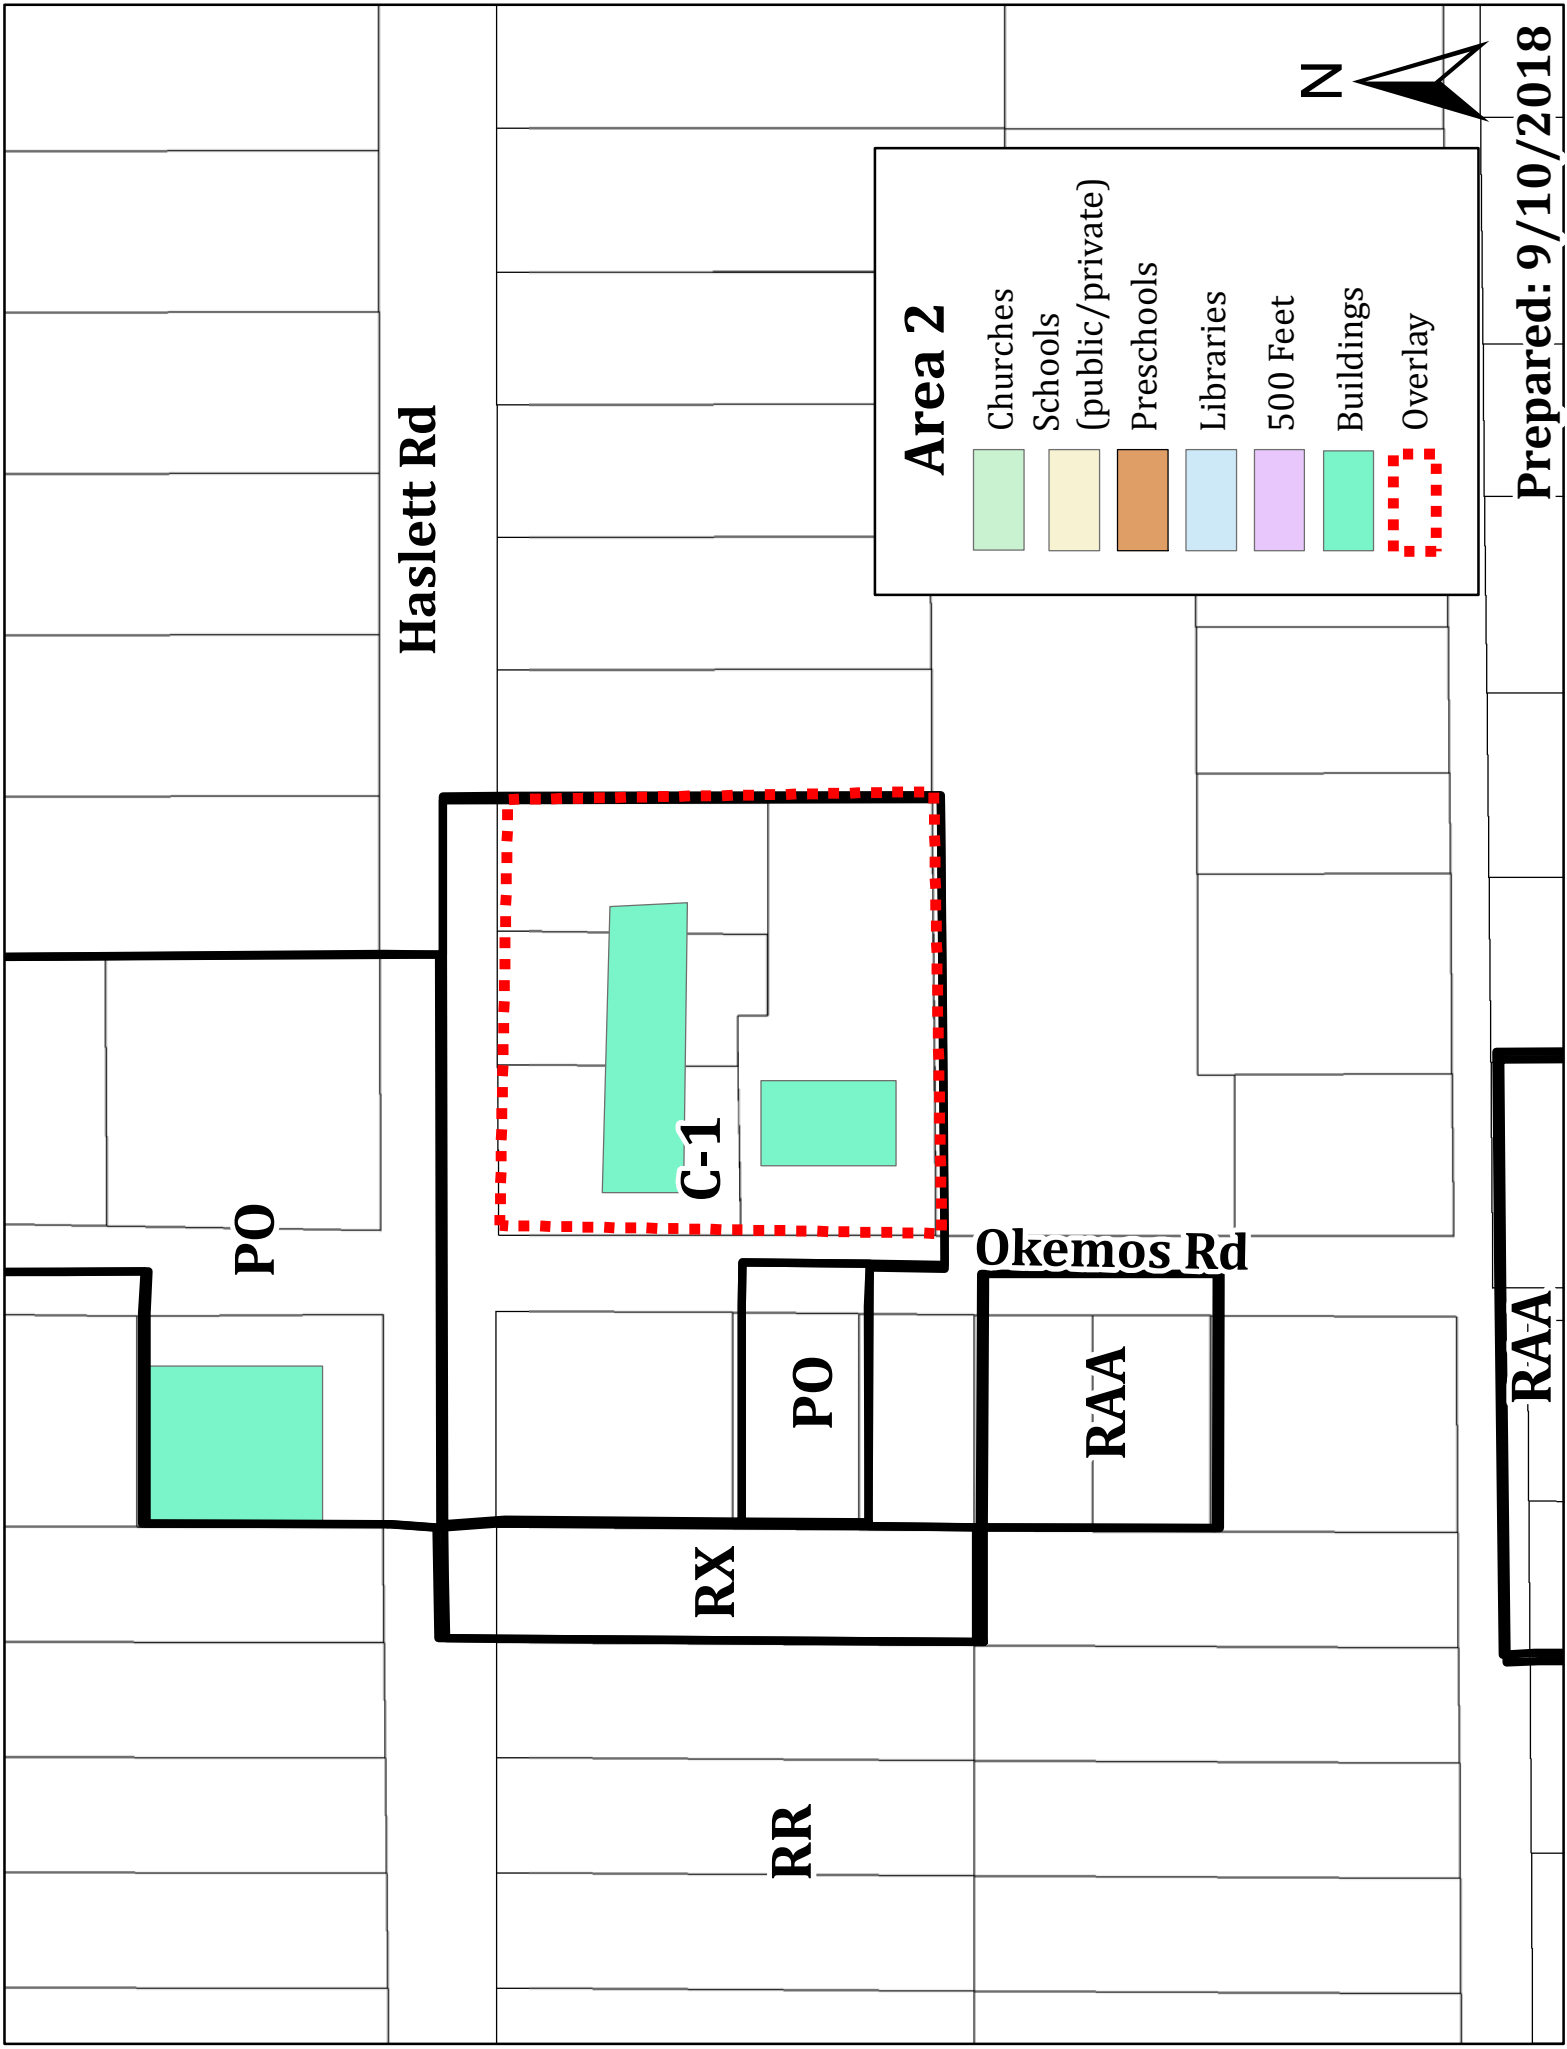 Haslett Rd
PO
C-1
Okemos Rd
PO
RAA
RAA
RX
RR
N
Area 2
Churches
Schools
(public/private)
Preschools
Libraries
500 Feet
Buildings
Overlay
Prepared: 9/10/2018